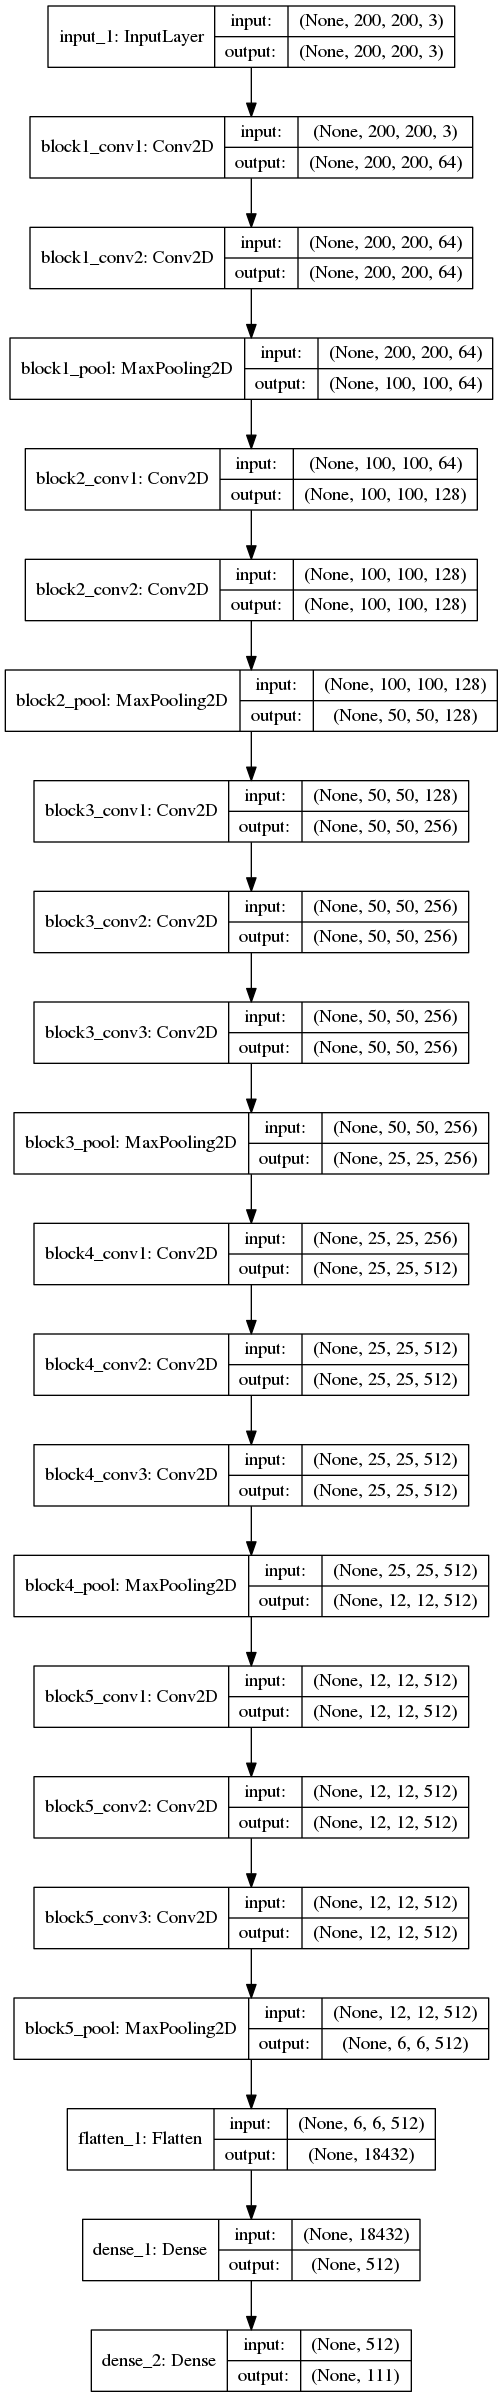 input_1: InputLayer
input: (None, 200, 200, 3)
output: (None, 200, 200, 3)
block1_conv1: Conv2D
input: (None, 200, 200, 3)
output: (None, 200, 200, 64)
block1_conv2: Conv2D
input: (None, 200, 200, 64)
output: (None, 200, 200, 64)
block1_pool: MaxPooling2D
input: (None, 200, 200, 64)
output: (None, 100, 100, 64)
block2_conv1: Conv2D
input: (None, 100, 100, 64)
output: (None, 100, 100, 128)
block2_conv2: Conv2D
input: (None, 100, 100, 128)
output: (None, 100, 100, 128)
block2_pool: MaxPooling2D
input: (None, 100, 100, 128)
output: (None, 50, 50, 128)
block3_conv1: Conv2D
input: (None, 50, 50, 128)
output: (None, 50, 50, 256)
block3_conv2: Conv2D
input: (None, 50, 50, 256)
output: (None, 50, 50, 256)
block3_conv3: Conv2D
input: (None, 50, 50, 256)
output: (None, 50, 50, 256)
block3_pool: MaxPooling2D
input: (None, 50, 50, 256)
output: (None, 25, 25, 256)
block4_conv1: Conv2D
input: (None, 25, 25, 256)
output: (None, 25, 25, 512)
block4_conv2: Conv2D
input: (None, 25, 25, 512)
output: (None, 25, 25, 512)
block4_conv3: Conv2D
input: (None, 25, 25, 512)
output: (None, 25, 25, 512)
block4_pool: MaxPooling2D
input: (None, 25, 25, 512)
output: (None, 12, 12, 512)
block5_conv1: Conv2D
input: (None, 12, 12, 512)
output: (None, 12, 12, 512)
block5_conv2: Conv2D
input: (None, 12, 12, 512)
output: (None, 12, 12, 512)
block5_conv3: Conv2D
input: (None, 12, 12, 512)
output: (None, 12, 12, 512)
block5_pool: MaxPooling2D
input: (None, 12, 12, 512)
output: (None, 6, 6, 512)
flatten_1: Flatten
input: (None, 6, 6, 512)
output: (None, 18432)
dense_1: Dense
input: (None, 18432)
output: (None, 512)
dense_2: Dense
input: (None, 512)
output: (None, 111)